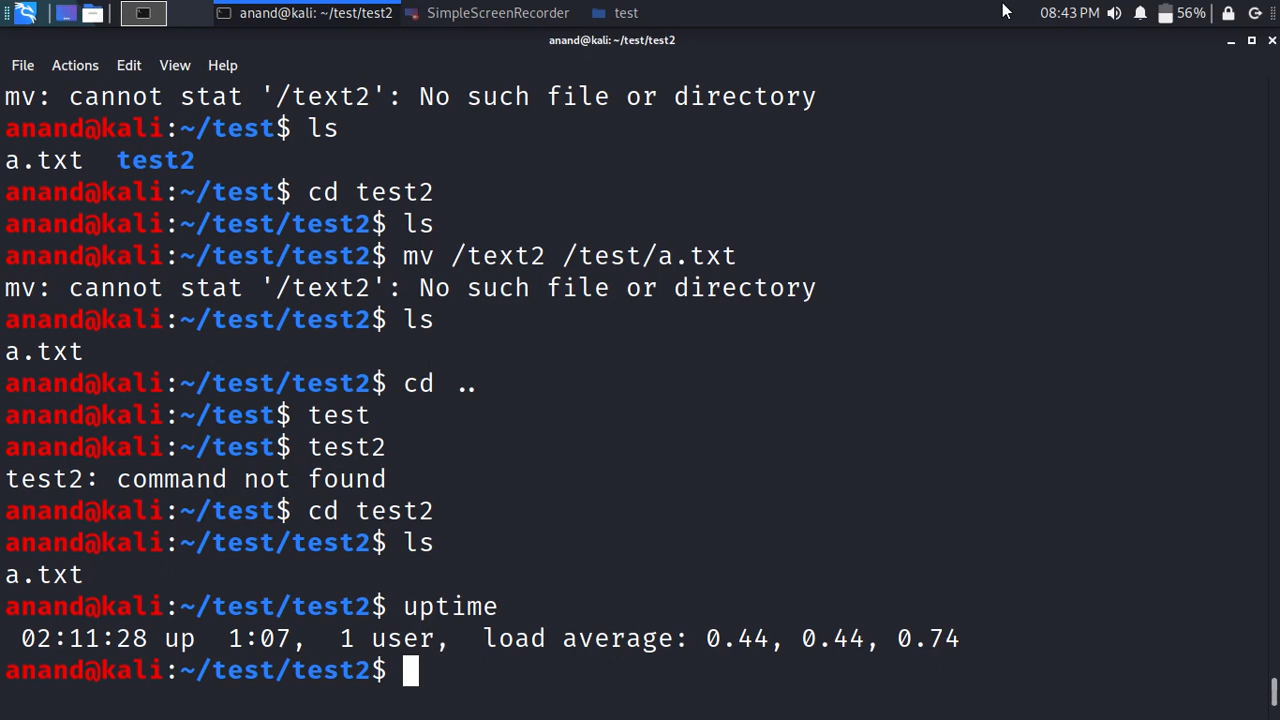 anand@kali: ~/test/test2 SimpleScreenRecorder test 08:43 PM 56%
anand@kali: ~/test/test2
File Actions Edit View Help
mv: cannot stat '/text2': No such file or directory
anand@kali:~/test$ ls
a.txt test2
anand@kali:~/test$ cd test2
anand@kali:~/test/test2$ ls
anand@kali:~/test/test2$ mv /text2 /test/a.txt
mv: cannot stat '/text2': No such file or directory
anand@kali:~/test/test2$ ls
a.txt
anand@kali:~/test/test2$ cd ..
anand@kali:~/test$ test
anand@kali:~/test$ test2
test2: command not found
anand@kali:~/test$ cd test2
anand@kali:~/test/test2$ ls
a.txt
anand@kali:~/test/test2$ uptime
02:11:28 up 1:07, 1 user, load average: 0.44, 0.44, 0.74
anand@kali:~/test/test2$